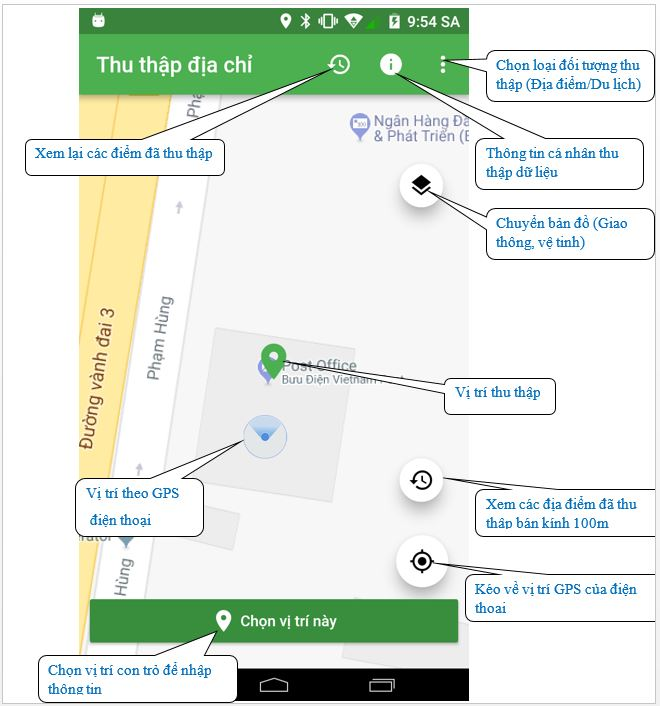 9:54 SA
Thu thập địa chỉ
Chọn loại đối tượng thu
thập (Địa điểm/Du lịch)
Phạ
Ngân Hàng Đầ
& Phát Triển (B
Xem lại các điểm đã thu thập
Thông tin cá nhân thu
thập dữ liệu
Chuyển bản đồ (Giao
thông, vệ tinh)
Đường vành đai 3
Phạm Hùng
Post Office
Bưu Điện Vietnam
Vị trí thu thập
Vị trí theo GPS
điện thoại
Xem các địa điểm đã thu
thập bán kính 100m
Hùng
Kéo về vị trí GPS của điện
thoại
Chọn vị trí này
Chọn vị trí con trỏ để nhập
thông tin